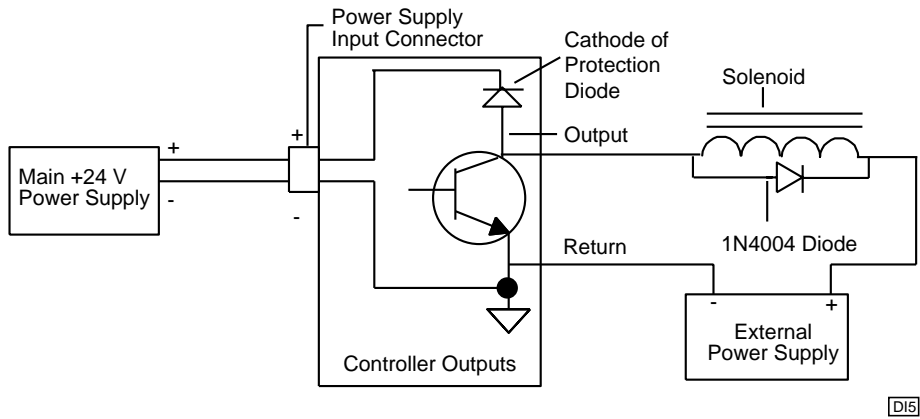 Power Supply
Input Connector
Cathode of
Protection
Diode
Solenoid
Output
+
+
Main +24 V
Power Supply
-
-
1N4004 Diode
Return
-
+
External
Power Supply
Controller Outputs
DI5